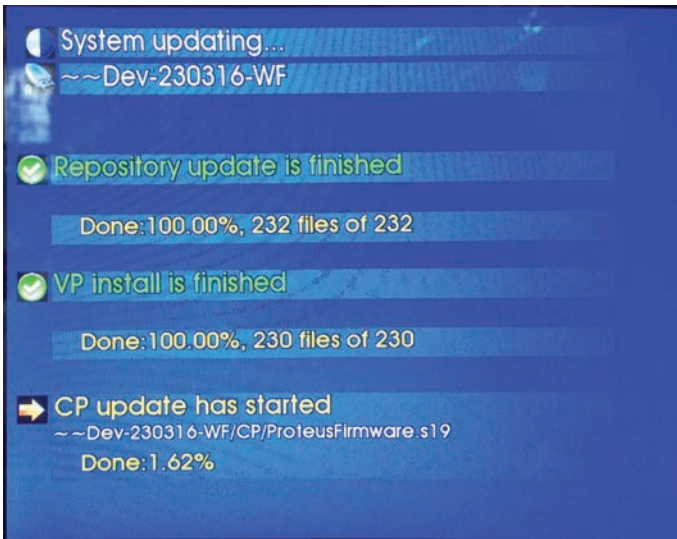 System updating...
~~Dev-230316-WF
Repository update is finished
Done:100.00%, 232 files of 232
VP install is finished
Done:100.00%, 230 files of 230
CP update has started
~~Dev-230316-WF/CP/ProteusFirmware.s19
Done:1.62%